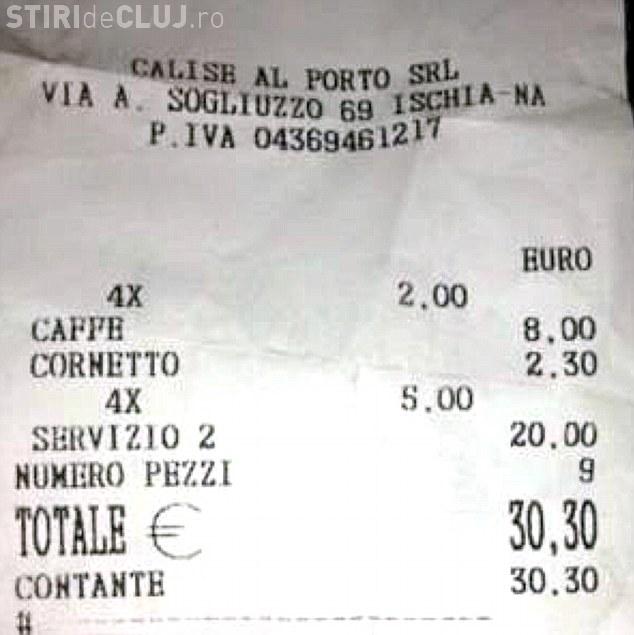 STIRIdeCLUJ.ro
CALISE AL PORTO SRL
VIA A. SOGLIUZZO 69 ISCHIA-NA
P.IVA 04369461217
EURO
4X 2.00
CAFFE 8.00
CORNETTO 2.30
4X 5.00
SERVIZIO 2 20.00
NUMERO PEZZI 9
TOTALE € 30,30
CONTANTE 30.30